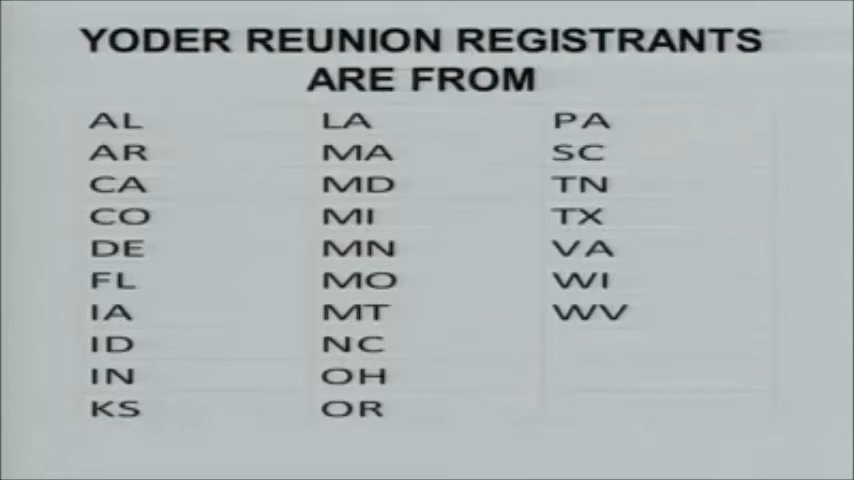 YODER REUNION REGISTRANTS
ARE FROM
AL
AR
CA
CO
DE
FL
IA
ID
IN
KS
LA
MA
MD
MI
MN
MO
MT
NC
OH
OR
PA
SC
TN
TX
VA
WI
WV